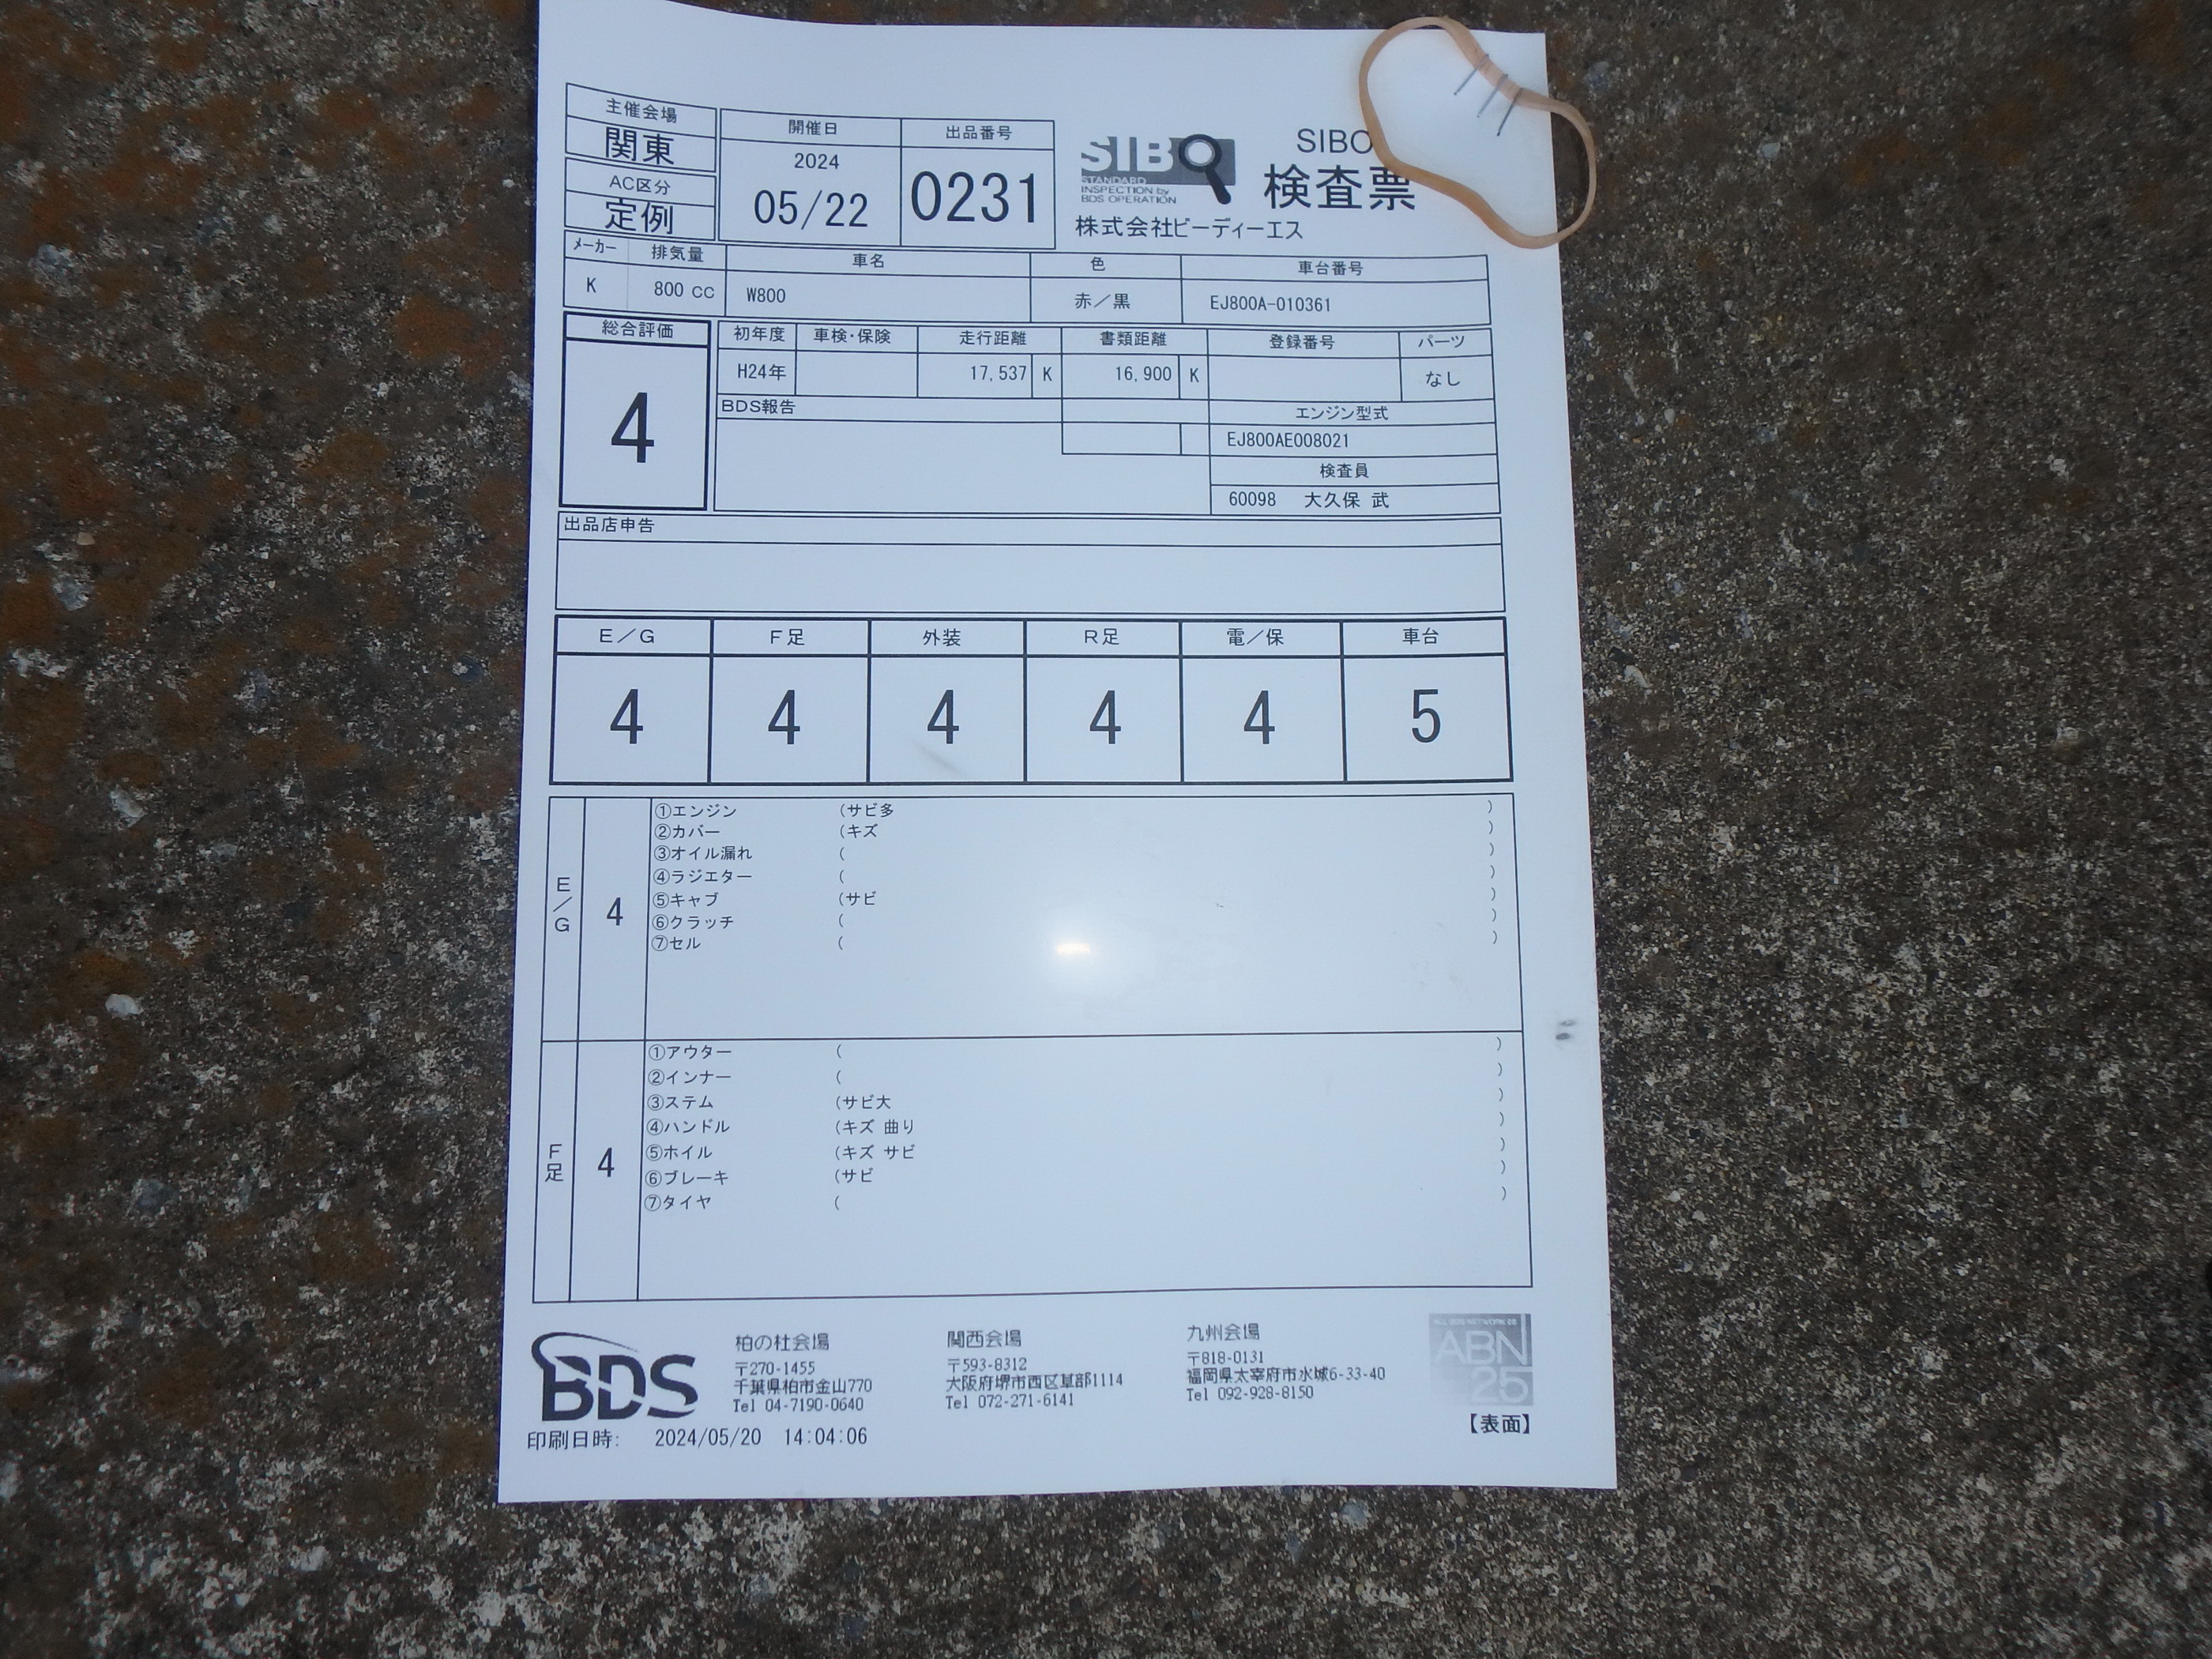 主催会場
関東
AC区分
定例
開催日
2024
05/22
出品番号
0231
SIBO
STANDARD
INSPECTION by
BDS OPERATION
SIBO
検査票
株式会社ビーディーエス
メーカー 排気量 車名 色 車台番号
K 800 cc W800 赤／黒 EJ800A-010361
総合評価
4
初年度 車検・保険 走行距離 書類距離 登録番号 パーツ
H24年 17,537 K 16,900 K なし
BDS報告
エンジン型式
EJ800AE008021
検査員
60098 大久保 武
出品店申告
E／G F足 外装 R足 電／保 車台
4 4 4 4 4 5
E／G 4
①エンジン (サビ多 )
②カバー (キズ )
③オイル漏れ ( )
④ラジエター ( )
⑤キャブ (サビ )
⑥クラッチ ( )
⑦セル ( )
F足 4
①アウター ( )
②インナー ( )
③ステム (サビ大 )
④ハンドル (キズ 曲り )
⑤ホイル (キズ サビ )
⑥ブレーキ (サビ )
⑦タイヤ ( )
BDS
柏の杜会場
〒270-1455
千葉県柏市金山770
Tel 04-7190-0640
関西会場
〒593-8312
大阪府堺市西区草部1114
Tel 072-271-6141
九州会場
〒818-0131
福岡県太宰府市水城6-33-40
Tel 092-928-8150
ABN
25
【表面】
印刷日時: 2024/05/20 14:04:06